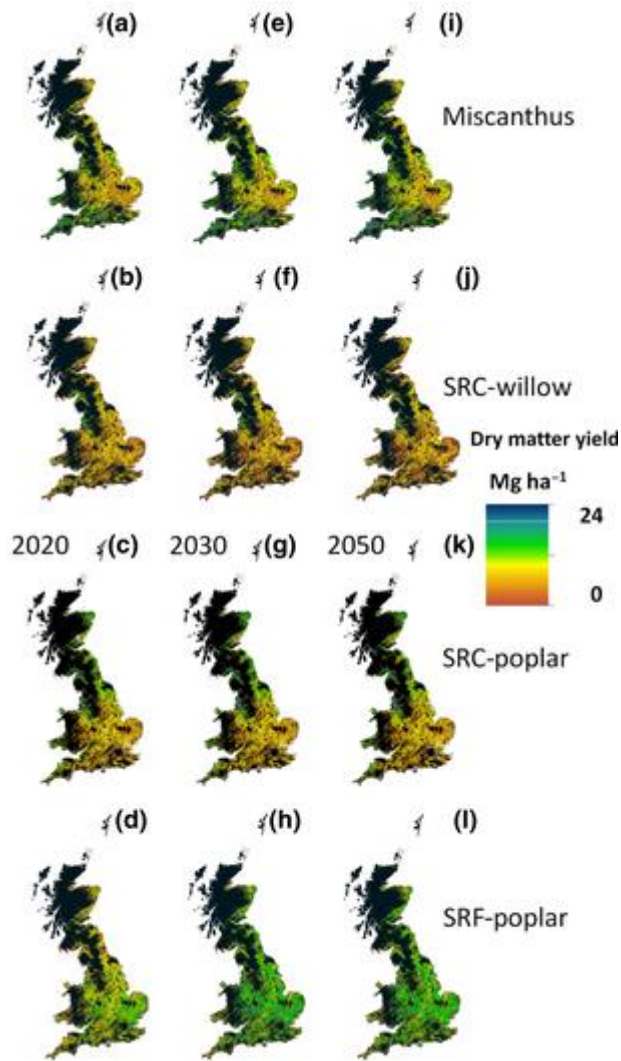 (a) (e) (i)
Miscanthus
(b) (f) (j)
SRC-willow
Dry matter yield
Mg ha⁻¹
24
0
2020 (c) 2030 (g) 2050 (k)
SRC-poplar
(d) (h) (l)
SRF-poplar